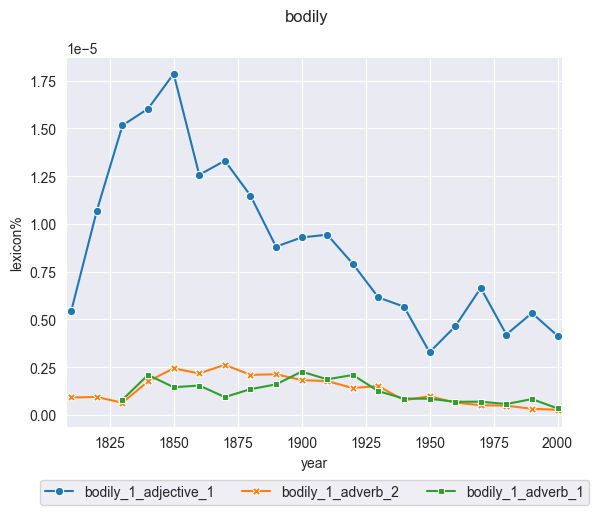 bodily
1e−5
1.75
1.50
1.25
1.00
0.75
0.50
0.25
0.00
lexicon%
1825 1850 1875 1900 1925 1950 1975 2000
year
bodily_1_adjective_1 bodily_1_adverb_2 bodily_1_adverb_1